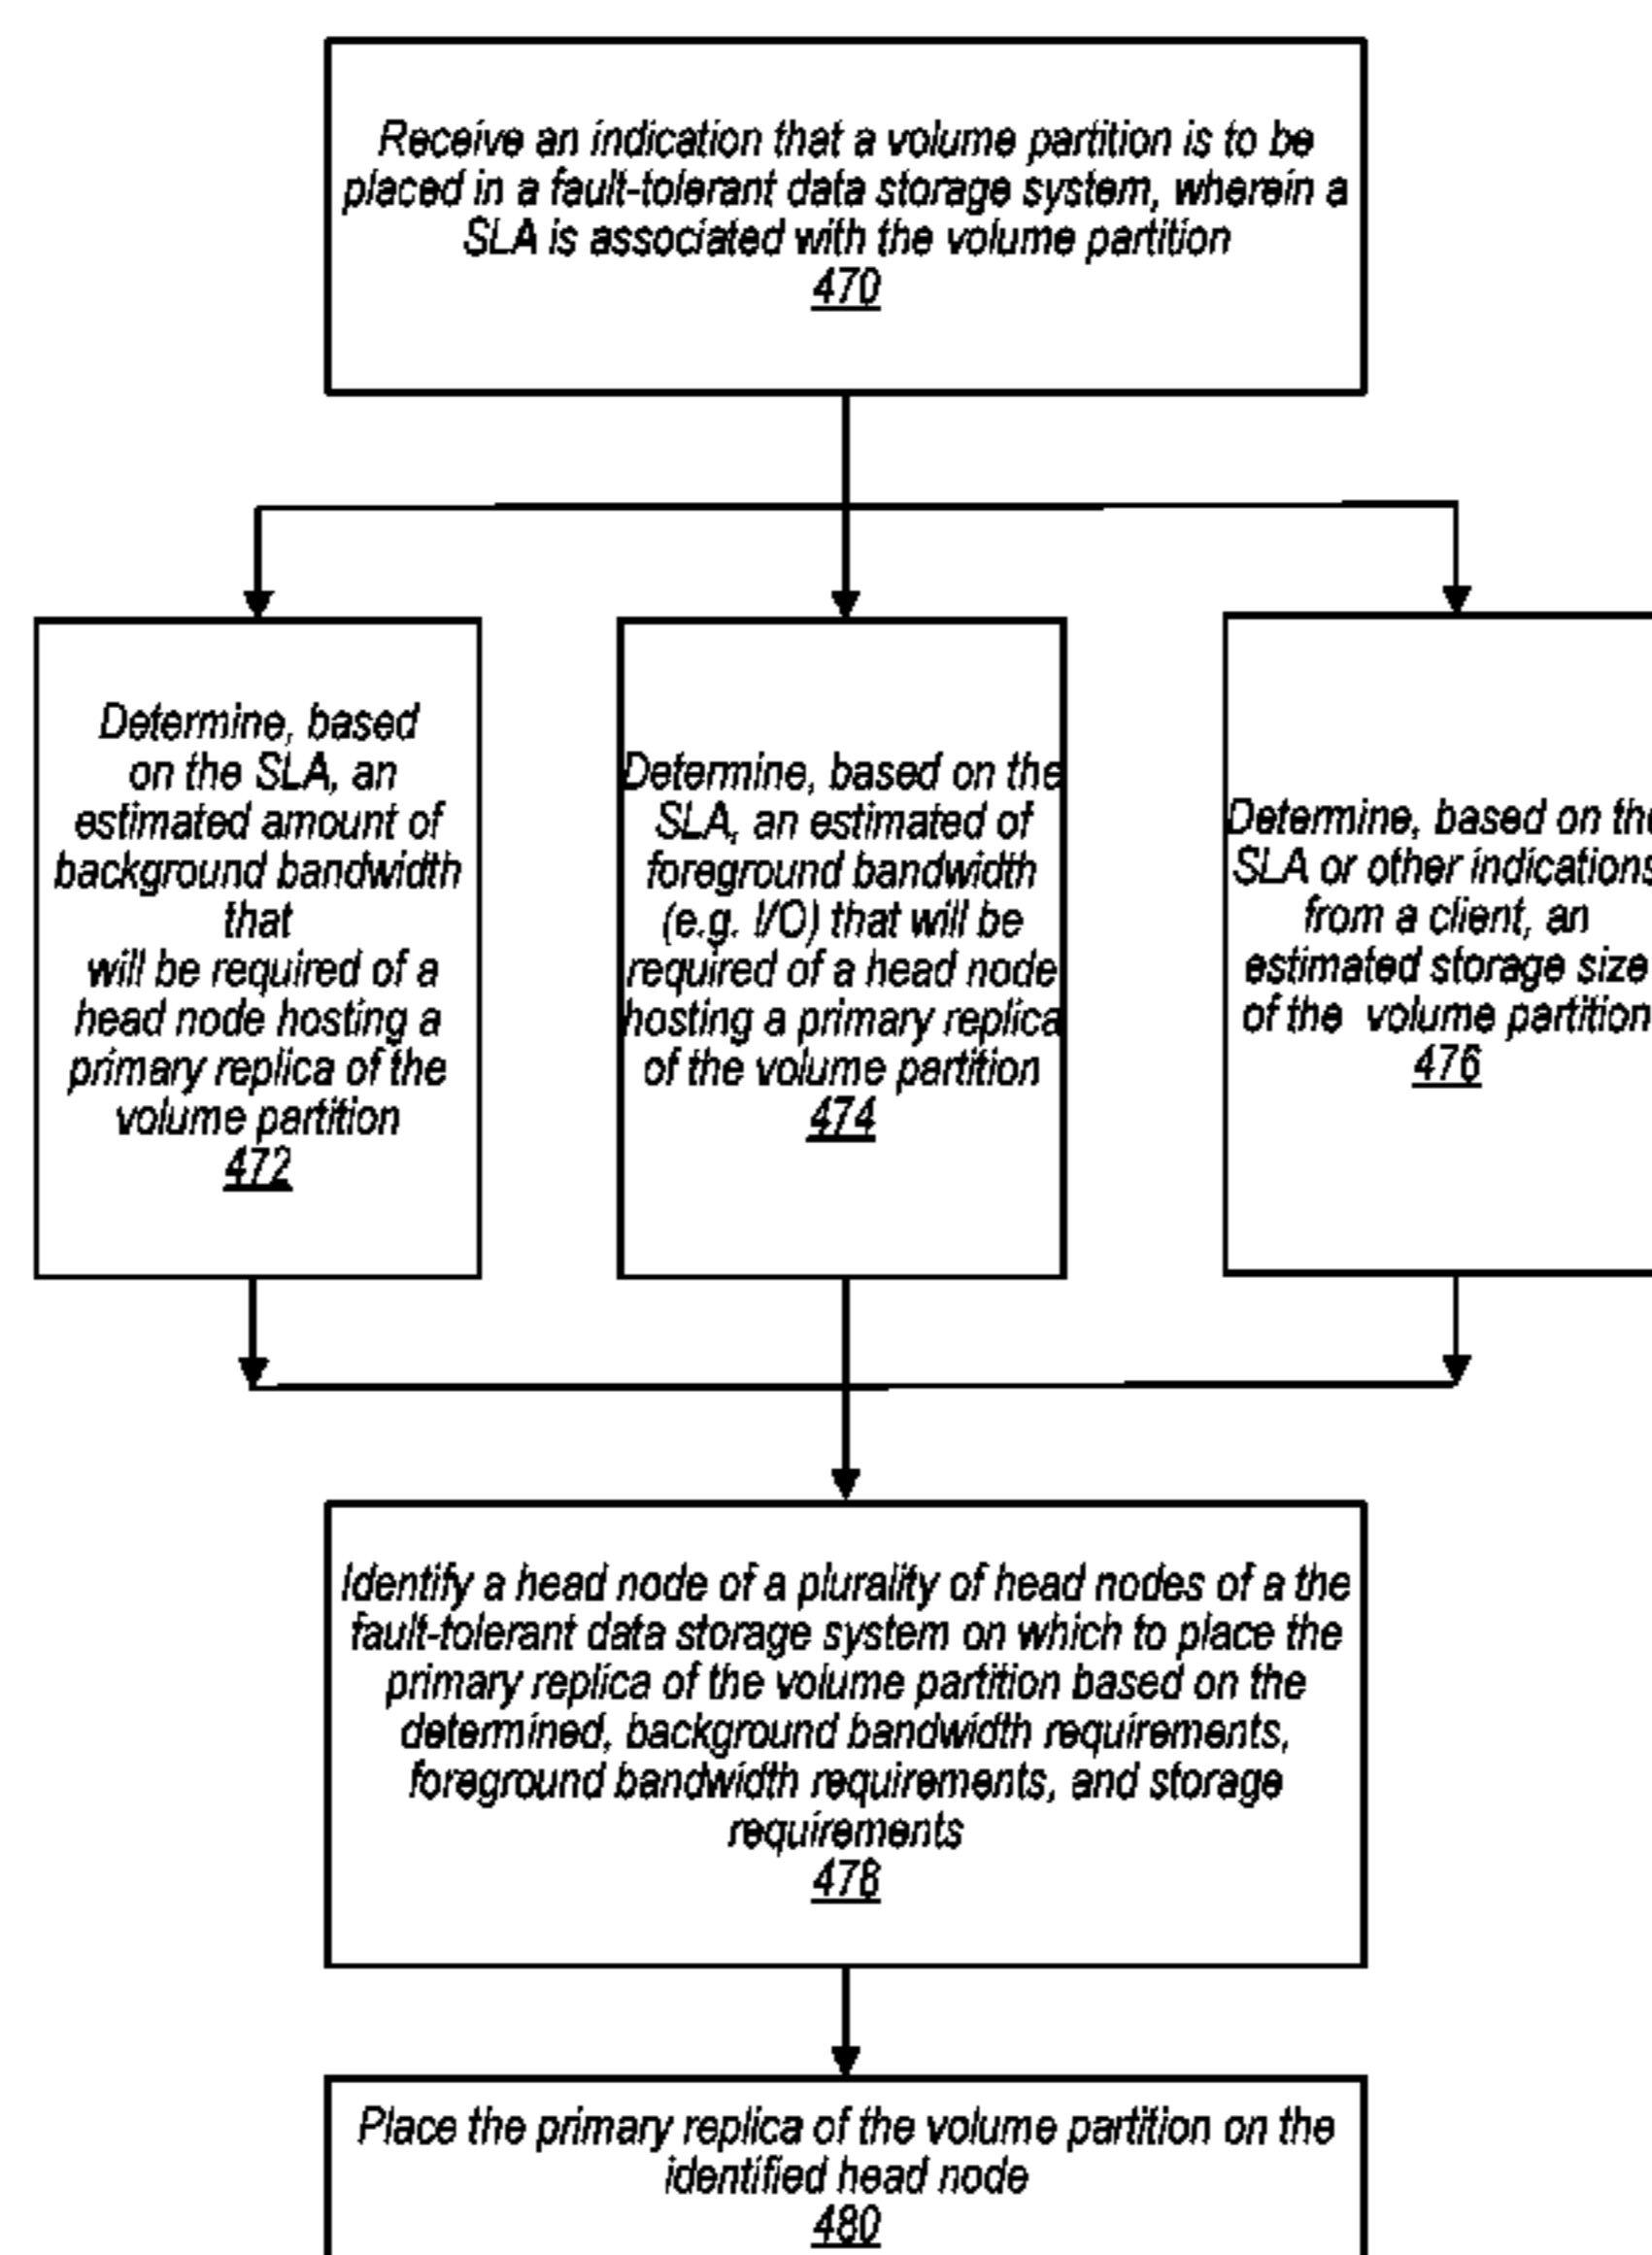 Receive an indication that a volume partition is to be
placed in a fault-tolerant data storage system, wherein a
SLA is associated with the volume partition
470
Determine, based
on the SLA, an
estimated amount of
background bandwidth
that
will be required of a
head node hosting a
primary replica of the
volume partition
472
Determine, based on the
SLA, an estimated of
foreground bandwidth
(e.g. I/O) that will be
required of a head node
hosting a primary replica
of the volume partition
474
Determine, based on the
SLA or other indications
from a client, an
estimated storage size
of the volume partition
476
Identify a head node of a plurality of head nodes of a the
fault-tolerant data storage system on which to place the
primary replica of the volume partition based on the
determined, background bandwidth requirements,
foreground bandwidth requirements, and storage
requirements
478
Place the primary replica of the volume partition on the
identified head node
480